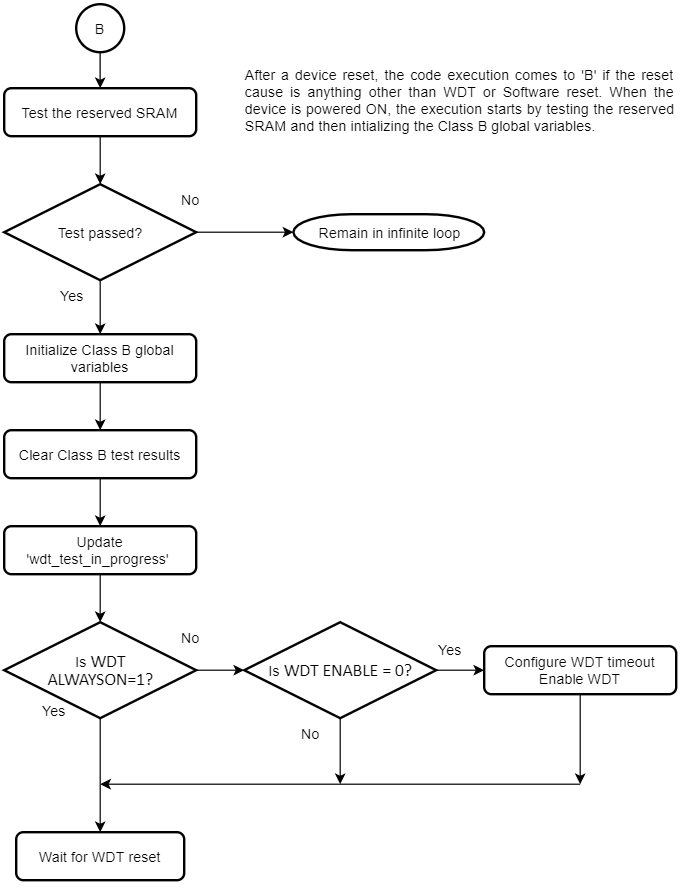 B
After a device reset, the code execution comes to 'B' if the reset
cause is anything other than WDT or Software reset. When the
device is powered ON, the execution starts by testing the reserved
SRAM and then intializing the Class B global variables.
Test the reserved SRAM
No
Test passed?
Remain in infinite loop
Yes
Initialize Class B global
variables
Clear Class B test results
Update
'wdt_test_in_progress'
No
Is WDT
ALWAYSON=1?
Is WDT ENABLE = 0?
Yes
Configure WDT timeout
Enable WDT
Yes
No
Wait for WDT reset